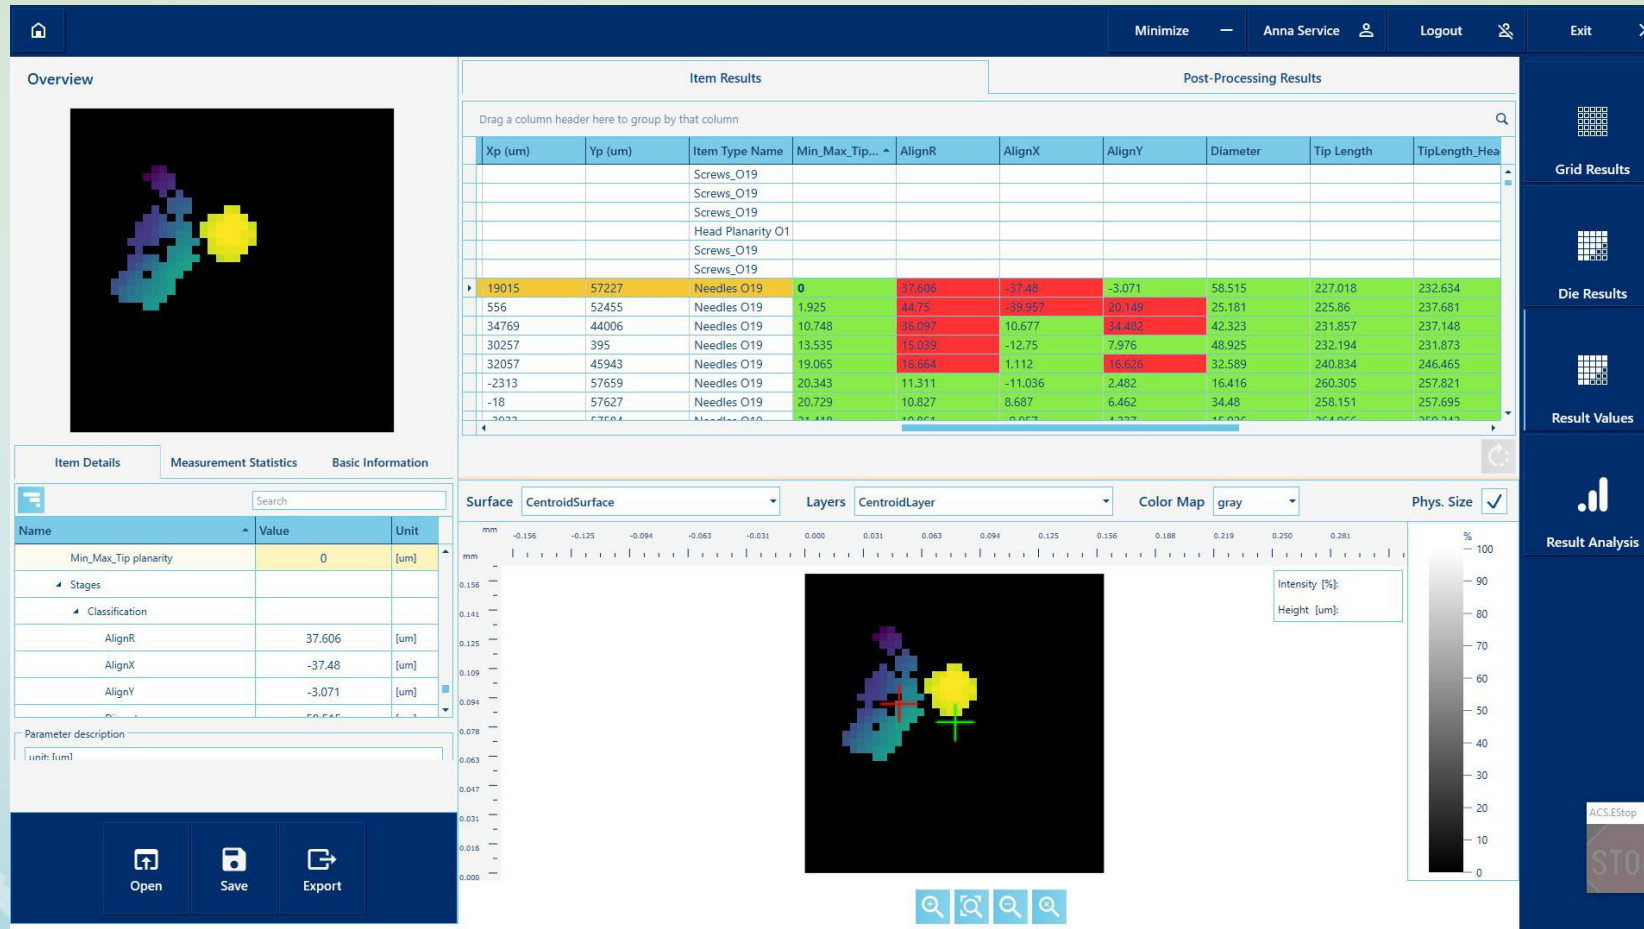 Minimize Anna Service Logout Exit
Overview
Item Results Post-Processing Results
Drag a column header here to group by that column
Xp (um) Yp (um) Item Type Name Min_Max_Tip... AlignR AlignX AlignY Diameter Tip Length TipLength_Hea
Screws_O19
Screws_O19
Screws_O19
Head Planarity O1
Screws_O19
Screws_O19
19015 57227 Needles O19 0 37.606 -37.48 -3.071 58.515 227.018 232.634
556 52455 Needles O19 1.925 44.75 -39.957 20.149 25.181 225.86 237.681
34769 44006 Needles O19 10.748 36.097 10.677 34.482 42.323 231.857 237.148
30257 395 Needles O19 13.535 15.039 -12.75 7.976 48.925 232.194 231.873
32057 45943 Needles O19 19.065 16.664 1.112 16.626 32.589 240.834 246.465
-2313 57659 Needles O19 20.343 11.311 -11.036 2.482 16.416 260.305 257.821
-18 57627 Needles O19 20.729 10.827 8.687 6.462 34.48 258.151 257.695
Grid Results
Die Results
Result Values
Result Analysis
Item Details Measurement Statistics Basic Information
Search
Name Value Unit
Min_Max_Tip planarity 0 [um]
Stages
Classification
AlignR 37.606 [um]
AlignX -37.48 [um]
AlignY -3.071 [um]
Parameter description
unit: [um]
Open Save Export
Surface CentroidSurface Layers CentroidLayer Color Map gray Phys. Size
mm -0.156 -0.125 -0.094 -0.063 -0.031 0.000 0.031 0.063 0.094 0.125 0.156 0.188 0.219 0.250 0.281
mm
0.156
0.141
0.125
0.109
0.094
0.078
0.063
0.047
0.031
0.016
0.000
Intensity [%]:
Height [um]:
%
100
90
80
70
60
50
40
30
20
10
0
ACS.EStop
STO